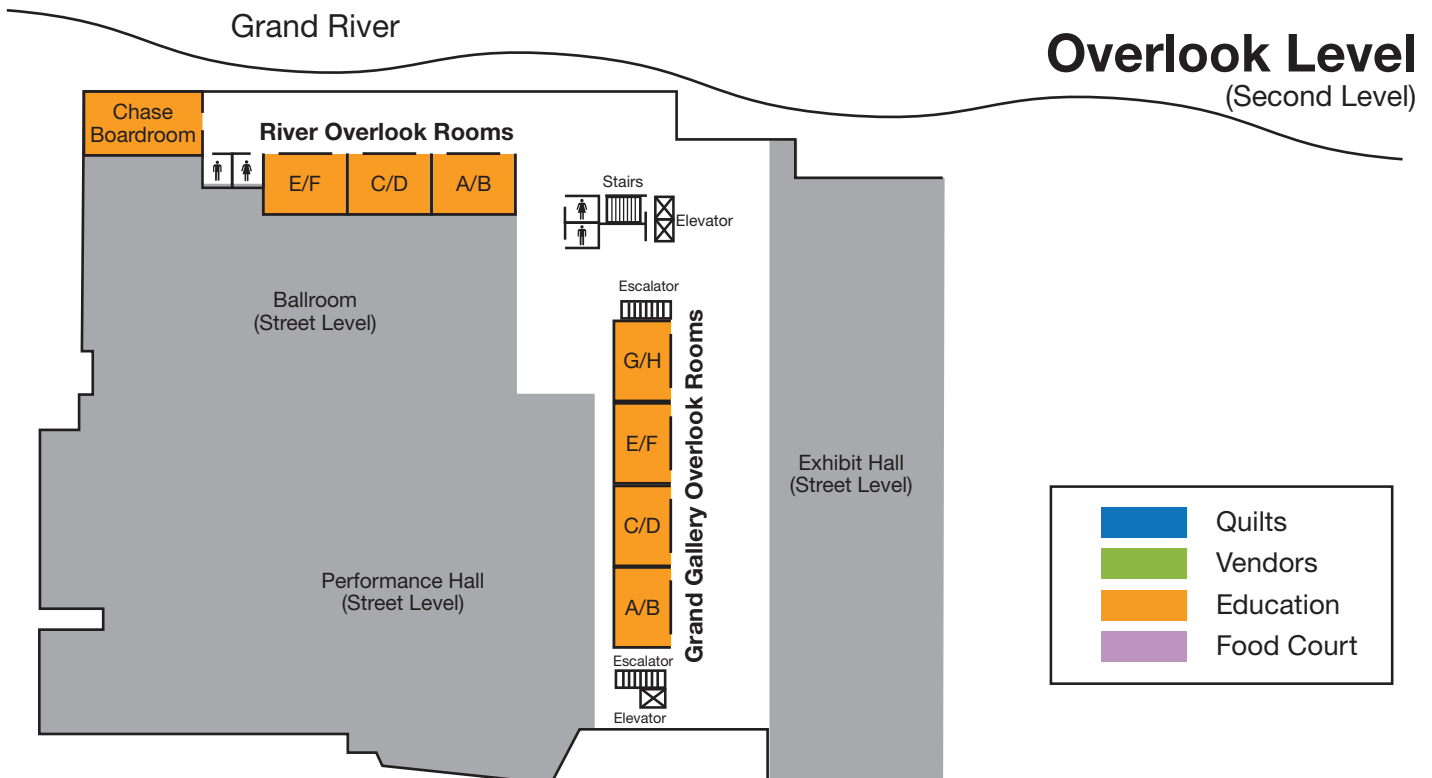 Grand River
Overlook Level
(Second Level)
Chase
Boardroom
River Overlook Rooms
E/F
C/D
A/B
Stairs
Elevator
Escalator
Ballroom
(Street Level)
G/H
E/F
C/D
A/B
Grand Gallery Overlook Rooms
Exhibit Hall
(Street Level)
Performance Hall
(Street Level)
Escalator
Elevator
Quilts
Vendors
Education
Food Court